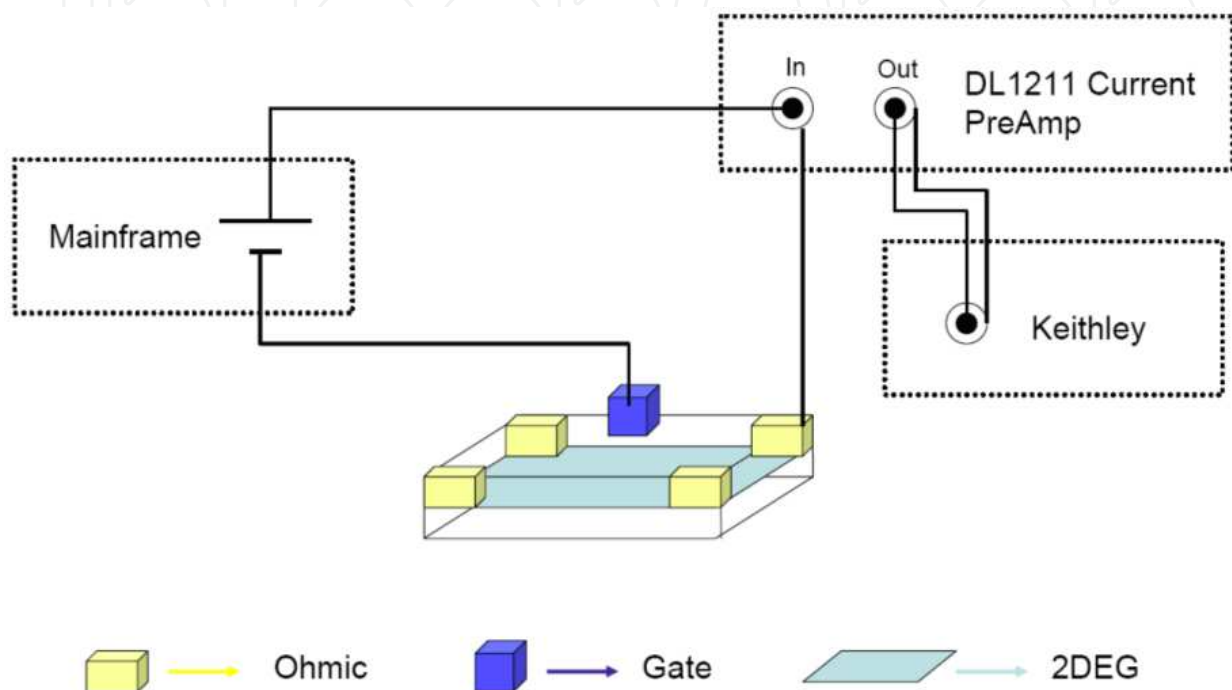 In
Out
DL1211 Current
PreAmp
Mainframe
Keithley
Ohmic
Gate
2DEG